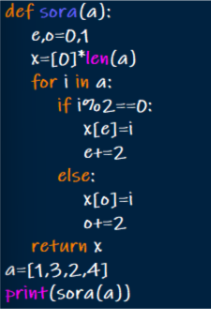 def sora(a):
    e,o=0,1
    x=[0]*len(a)
    for i in a:
        if i%2==0:
            x[e]=i
            e+=2
        else:
            x[o]=i
            o+=2
    return x
a=[1,3,2,4]
print(sora(a))